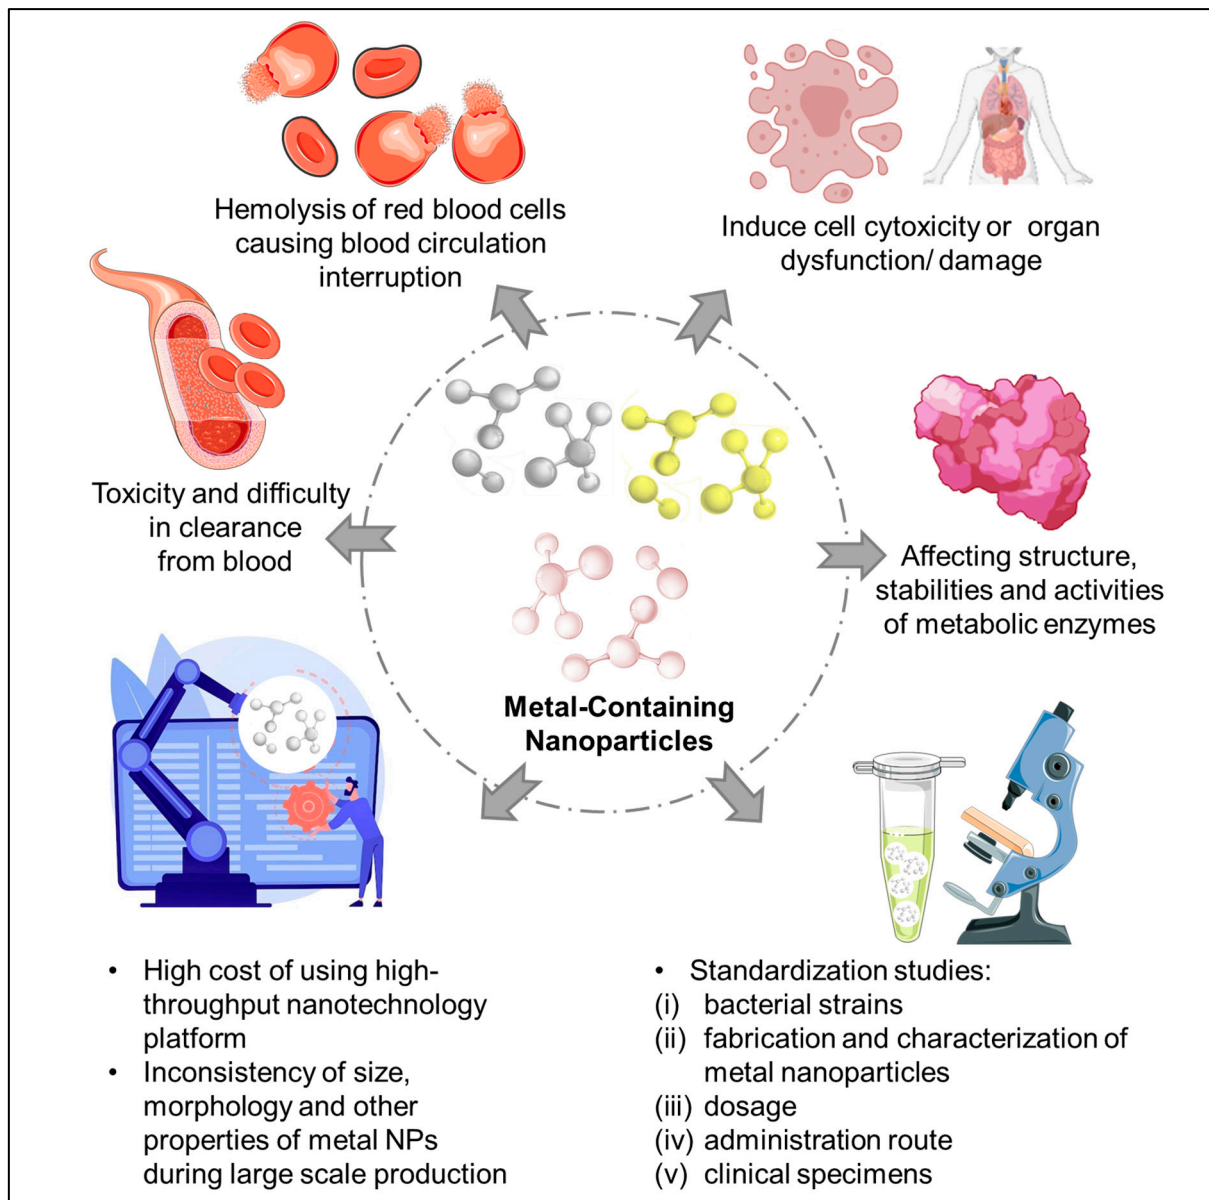 Hemolysis of red blood cells
causing blood circulation
interruption
Induce cell cytoxicity or organ
dysfunction/ damage
Toxicity and difficulty
in clearance
from blood
Affecting structure,
stabilities and activities
of metabolic enzymes
Metal-Containing
Nanoparticles
• High cost of using high-
throughput nanotechnology
platform
• Inconsistency of size,
morphology and other
properties of metal NPs
during large scale production
• Standardization studies:
(i) bacterial strains
(ii) fabrication and characterization of
metal nanoparticles
(iii) dosage
(iv) administration route
(v) clinical specimens